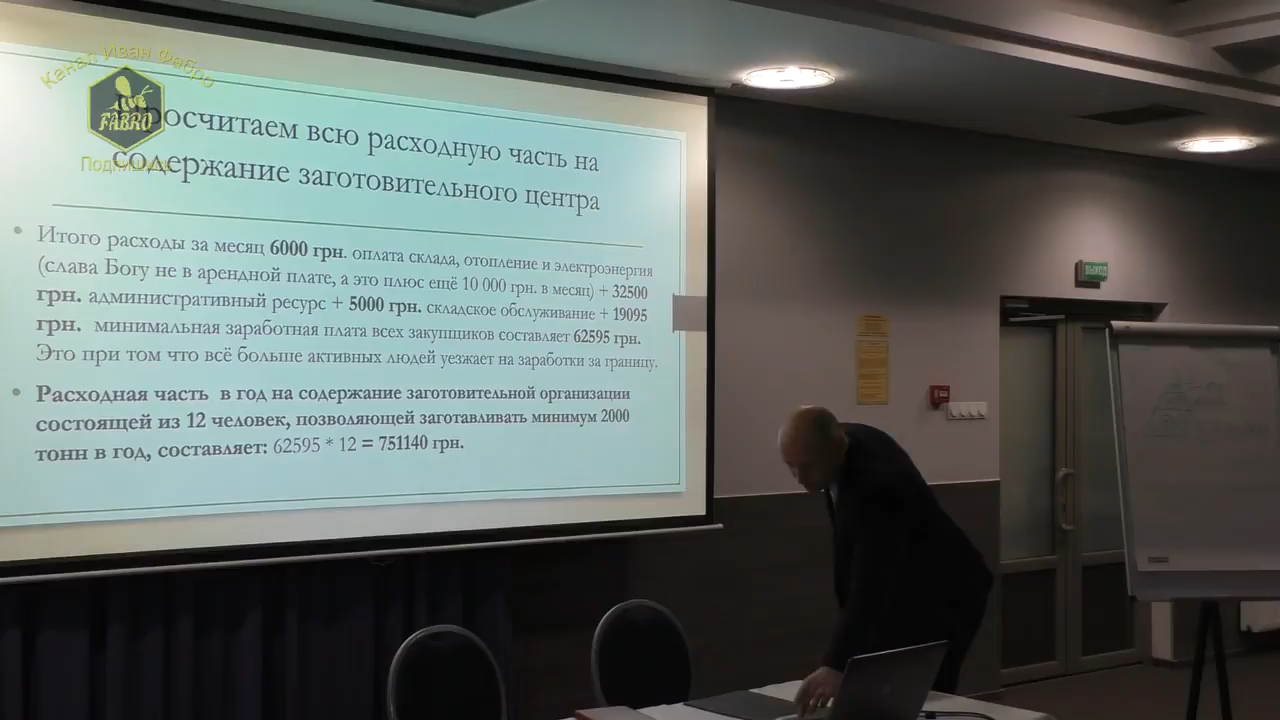 Канал Иван Фабро
FABRO
Просчитаем всю расходную часть на
содержание заготовительного центра
• Итого расходы за месяц 6000 грн. оплата склада, отопление и электроэнергия
(слава Богу не в арендной плате, а это плюс ещё 10 000 грн. в месяц) + 32500
грн. административный ресурс + 5000 грн. складское обслуживание + 19095
грн. минимальная заработная плата всех закупщиков составляет 62595 грн.
Это при том что всё больше активных людей уезжает на заработки за границу.
• Расходная часть в год на содержание заготовительной организации
состоящей из 12 человек, позволяющей заготавливать минимум 2000
тонн в год, составляет: 62595 * 12 = 751140 грн.
ВЫХОД